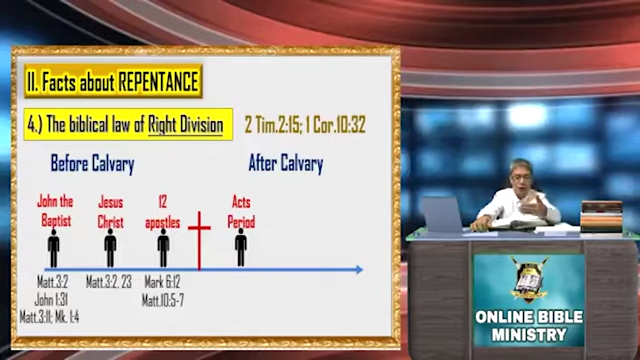 II. Facts about REPENTANCE
4.) The biblical law of Right Division 2 Tim.2:15; 1 Cor.10:32
Before Calvary After Calvary
John the Baptist
Jesus Christ
12 apostles
Acts Period
Matt.3:2
John 1:31
Matt.3:11; Mk. 1:4
Matt.3:2, 23
Mark 6:12
Matt.10:5-7
ONLINE BIBLE
MINISTRY